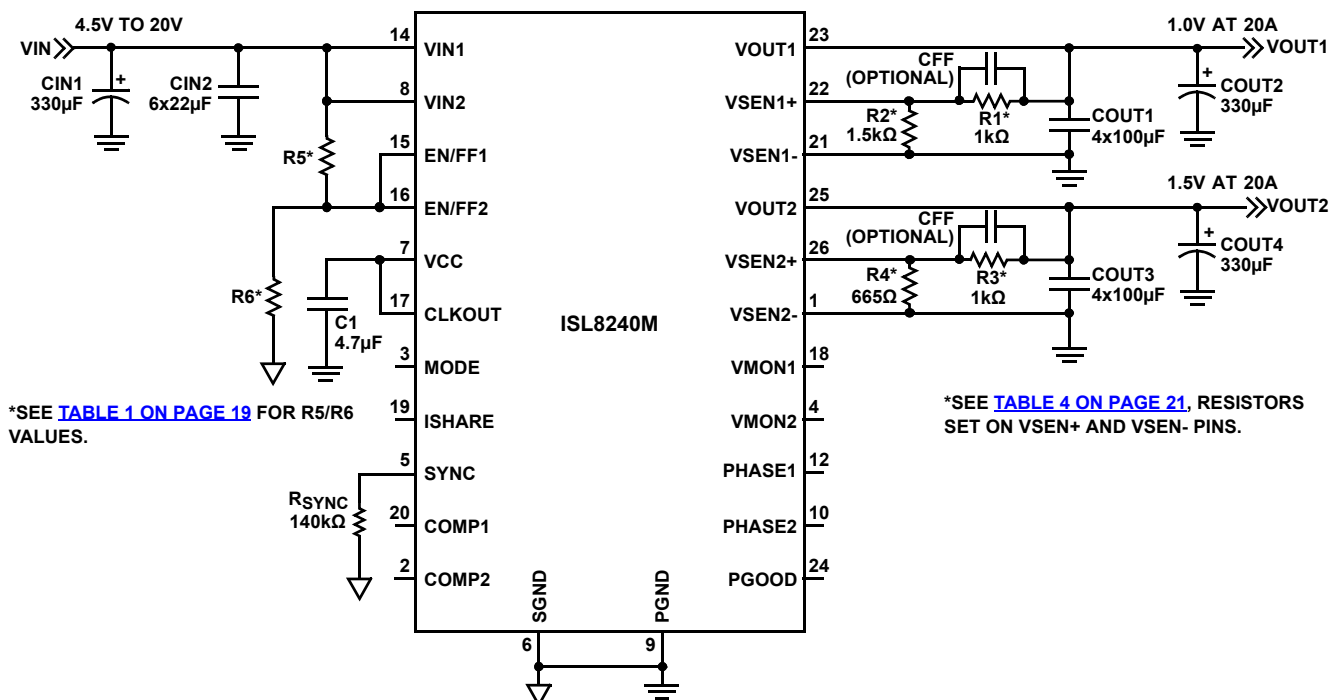 4.5V TO 20V
VIN
CIN1
330µF
+
CIN2
6x22µF
R5*
R6*
C1
4.7µF
*SEE TABLE 1 ON PAGE 19 FOR R5/R6
VALUES.
RSYNC
140kΩ
14 VIN1
8 VIN2
15 EN/FF1
16 EN/FF2
7 VCC
17 CLKOUT
3 MODE
19 ISHARE
5 SYNC
20 COMP1
2 COMP2
ISL8240M
SGND
6
PGND
9
VOUT1 23
VSEN1+ 22
VSEN1- 21
VOUT2 25
VSEN2+ 26
VSEN2- 1
VMON1 18
VMON2 4
PHASE1 12
PHASE2 10
PGOOD 24
1.0V AT 20A
VOUT1
CFF
(OPTIONAL)
R2*
1.5kΩ
R1*
1kΩ
COUT1
4x100µF
+
COUT2
330µF
1.5V AT 20A
VOUT2
CFF
(OPTIONAL)
R4*
665Ω
R3*
1kΩ
COUT3
4x100µF
+
COUT4
330µF
*SEE TABLE 4 ON PAGE 21, RESISTORS
SET ON VSEN+ AND VSEN- PINS.